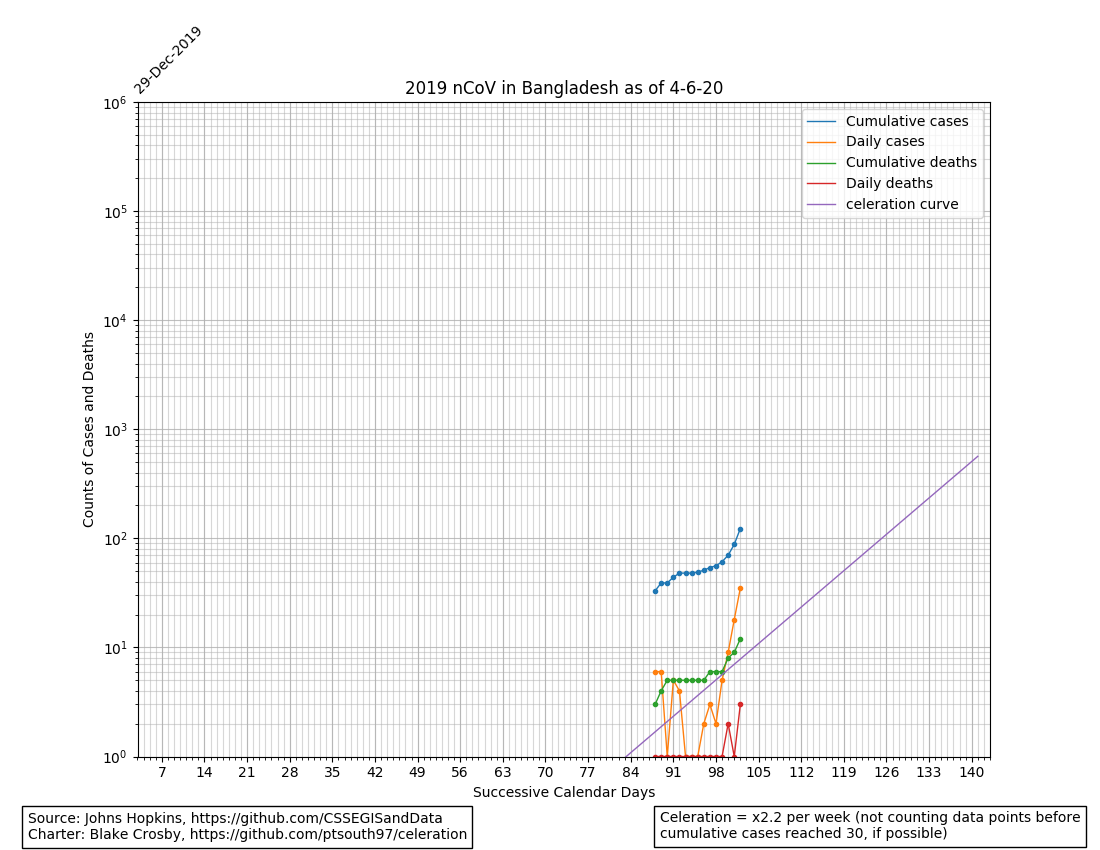 29-Dec-2019
2019 nCoV in Bangladesh as of 4-6-20
Cumulative cases
Daily cases
Cumulative deaths
Daily deaths
celeration curve
10^6
10^5
10^4
10^3
10^2
10^1
10^0
Counts of Cases and Deaths
7 14 21 28 35 42 49 56 63 70 77 84 91 98 105 112 119 126 133 140
Successive Calendar Days
Source: Johns Hopkins, https://github.com/CSSEGISandData
Charter: Blake Crosby, https://github.com/ptsouth97/celeration
Celeration = x2.2 per week (not counting data points before
cumulative cases reached 30, if possible)